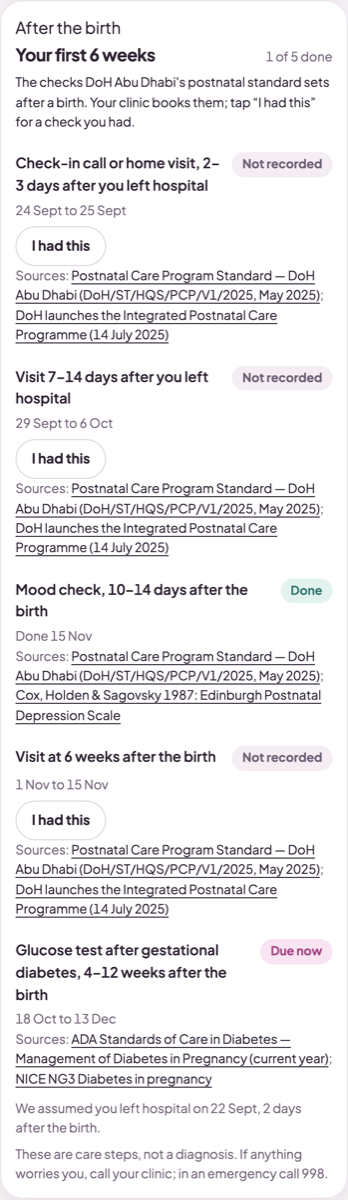 After the birth
Your first 6 weeks
1 of 5 done
The checks DoH Abu Dhabi's postnatal standard sets
after a birth. Your clinic books them; tap "I had this"
for a check you had.
Check-in call or home visit, 2–
3 days after you left hospital
Not recorded
24 Sept to 25 Sept
I had this
Sources: Postnatal Care Program Standard — DoH
Abu Dhabi (DoH/ST/HQS/PCP/V1/2025, May 2025);
DoH launches the Integrated Postnatal Care
Programme (14 July 2025)
Visit 7–14 days after you left
hospital
Not recorded
29 Sept to 6 Oct
I had this
Sources: Postnatal Care Program Standard — DoH
Abu Dhabi (DoH/ST/HQS/PCP/V1/2025, May 2025);
DoH launches the Integrated Postnatal Care
Programme (14 July 2025)
Mood check, 10–14 days after the
birth
Done
Done 15 Nov
Sources: Postnatal Care Program Standard — DoH
Abu Dhabi (DoH/ST/HQS/PCP/V1/2025, May 2025);
Cox, Holden & Sagovsky 1987: Edinburgh Postnatal
Depression Scale
Visit at 6 weeks after the birth
Not recorded
1 Nov to 15 Nov
I had this
Sources: Postnatal Care Program Standard — DoH
Abu Dhabi (DoH/ST/HQS/PCP/V1/2025, May 2025);
DoH launches the Integrated Postnatal Care
Programme (14 July 2025)
Glucose test after gestational
diabetes, 4–12 weeks after the
birth
Due now
18 Oct to 13 Dec
Sources: ADA Standards of Care in Diabetes —
Management of Diabetes in Pregnancy (current year);
NICE NG3 Diabetes in pregnancy
We assumed you left hospital on 22 Sept, 2 days
after the birth.
These are care steps, not a diagnosis. If anything
worries you, call your clinic; in an emergency call 998.